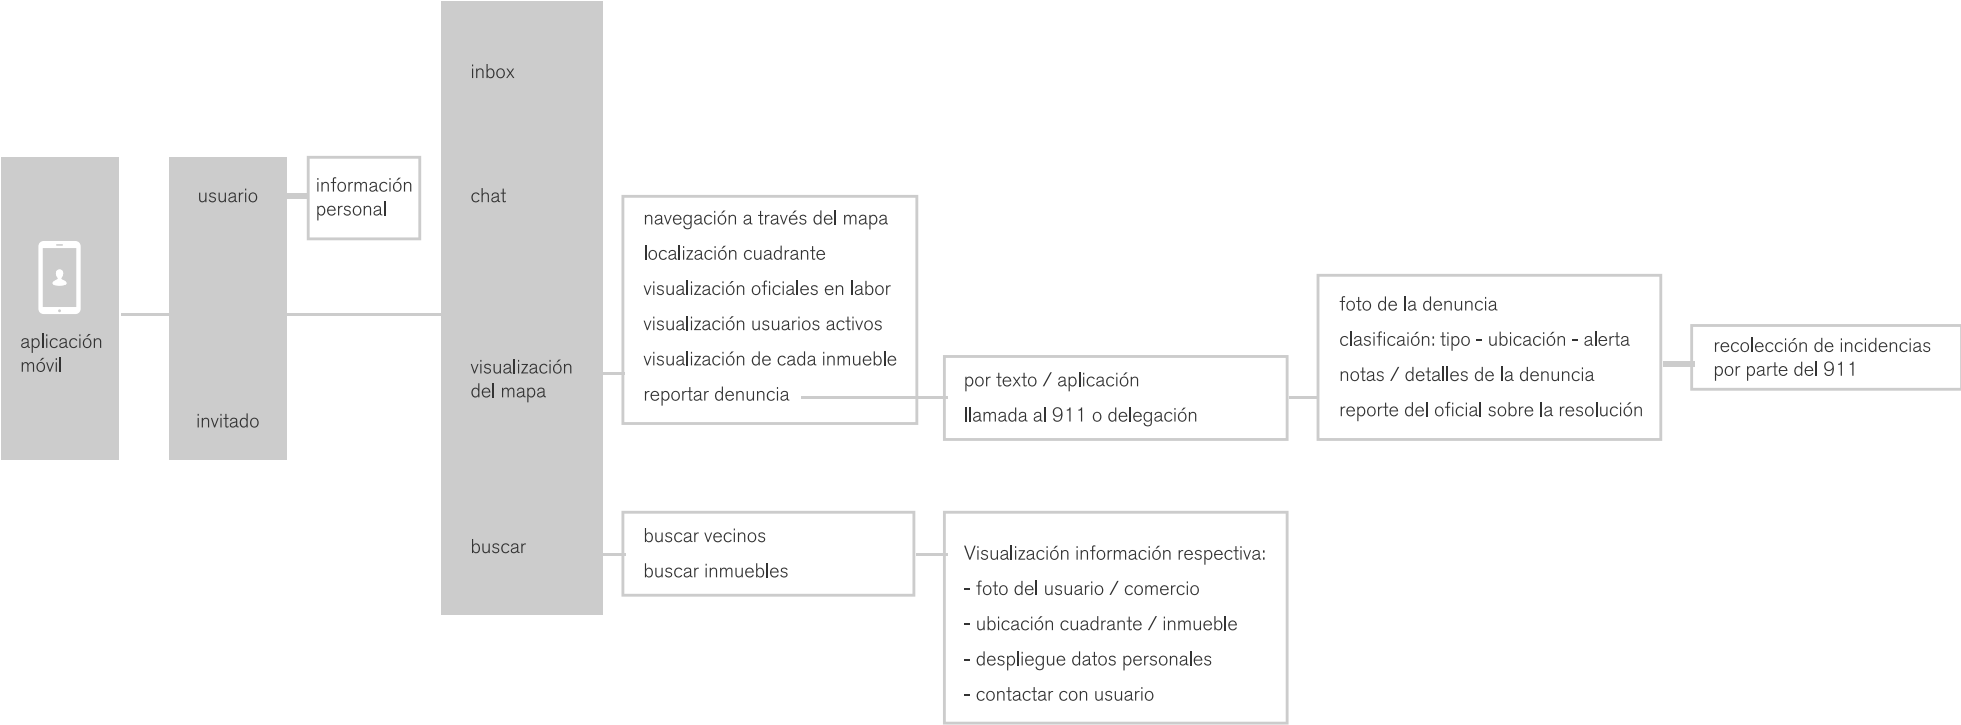 aplicación
móvil
usuario
invitado
información
personal
inbox
chat
visualización
del mapa
buscar
navegación a través del mapa
localización cuadrante
visualización oficiales en labor
visualización usuarios activos
visualización de cada inmueble
reportar denuncia
por texto / aplicación
llamada al 911 o delegación
foto de la denuncia
clasificaión: tipo - ubicación - alerta
notas / detalles de la denuncia
reporte del oficial sobre la resolución
recolección de incidencias
por parte del 911
buscar vecinos
buscar inmuebles
Visualización información respectiva:
- foto del usuario / comercio
- ubicación cuadrante / inmueble
- despliegue datos personales
- contactar con usuario